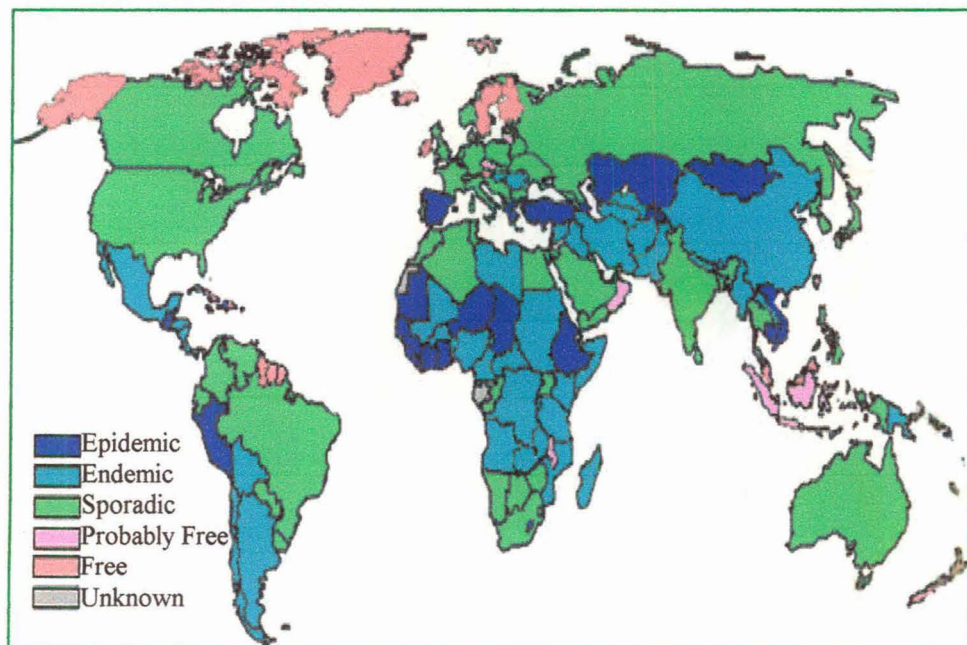 Epidemic
Endemic
Sporadic
Probably Free
Free
Unknown